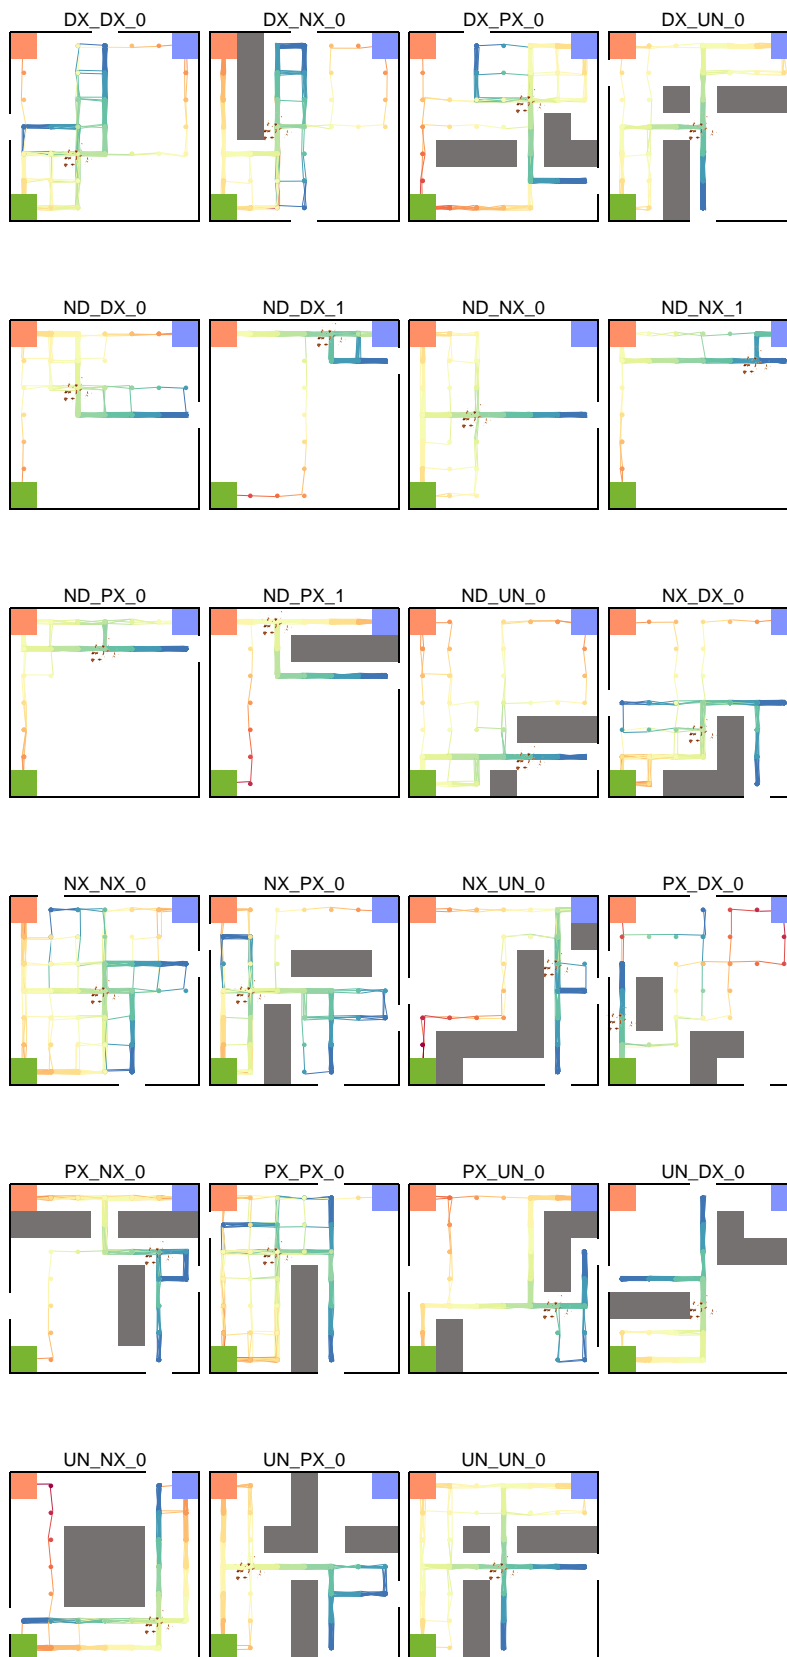 DX_DX_0 DX_NX_0 DX_PX_0 DX_UN_0
ND_DX_0 ND_DX_1 ND_NX_0 ND_NX_1
ND_PX_0 ND_PX_1 ND_UN_0 NX_DX_0
NX_NX_0 NX_PX_0 NX_UN_0 PX_DX_0
PX_NX_0 PX_PX_0 PX_UN_0 UN_DX_0
UN_NX_0 UN_PX_0 UN_UN_0